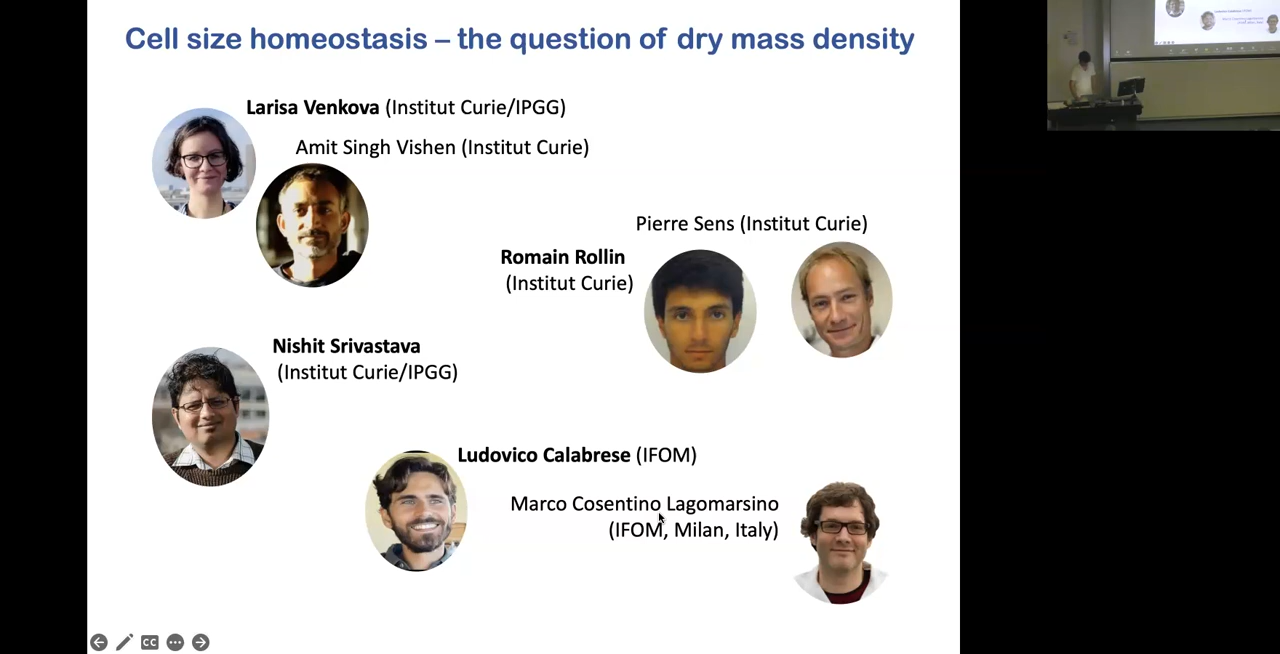 Cell size homeostasis – the question of dry mass density
Larisa Venkova (Institut Curie/IPGG)
Amit Singh Vishen (Institut Curie)
Pierre Sens (Institut Curie)
Romain Rollin
(Institut Curie)
Nishit Srivastava
(Institut Curie/IPGG)
Ludovico Calabrese (IFOM)
Marco Cosentino Lagomarsino
(IFOM, Milan, Italy)
CC